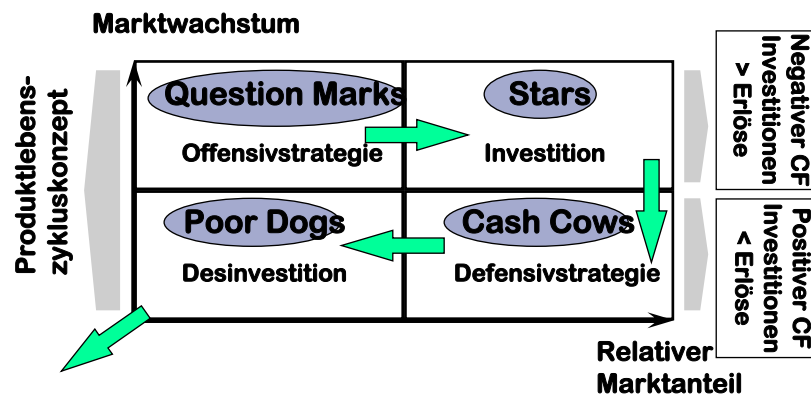 Marktwachstum
Produktlebens-
zykluskonzept
Question Marks
Offensivstrategie
Stars
Investition
Poor Dogs
Desinvestition
Cash Cows
Defensivstrategie
Negativer CF
Investitionen
> Erlöse
Positiver CF
Investitionen
< Erlöse
Relativer
Marktanteil